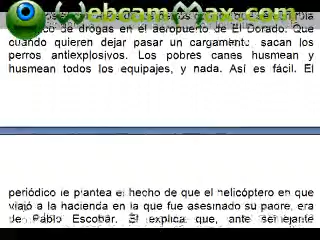 WebcamMax.com
de drogas en el aeropuerto de El Dorado. Que
cuando quieren dejar pasar un cargamento sacan los
perros antiexplosivos. Los pobres canes husmean y
husmean todos los equipajes, y nada. Así es fácil. El
periódico le plantea el hecho de que el helicóptero en que
viajó a la hacienda en la que fue asesinado su padre, era
de Pablo Escobar. El explica que, ante semejante